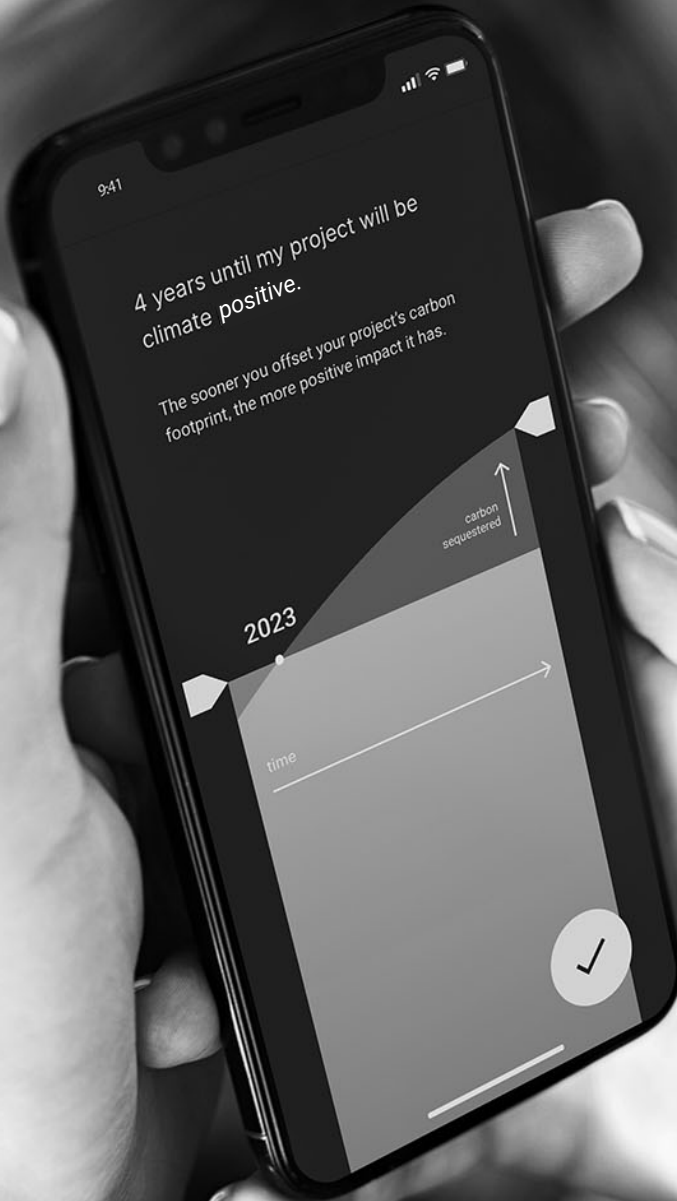 9:41
4 years until my project will be
climate positive.
The sooner you offset your project's carbon
footprint, the more positive impact it has.
carbon
sequestered
2023
time